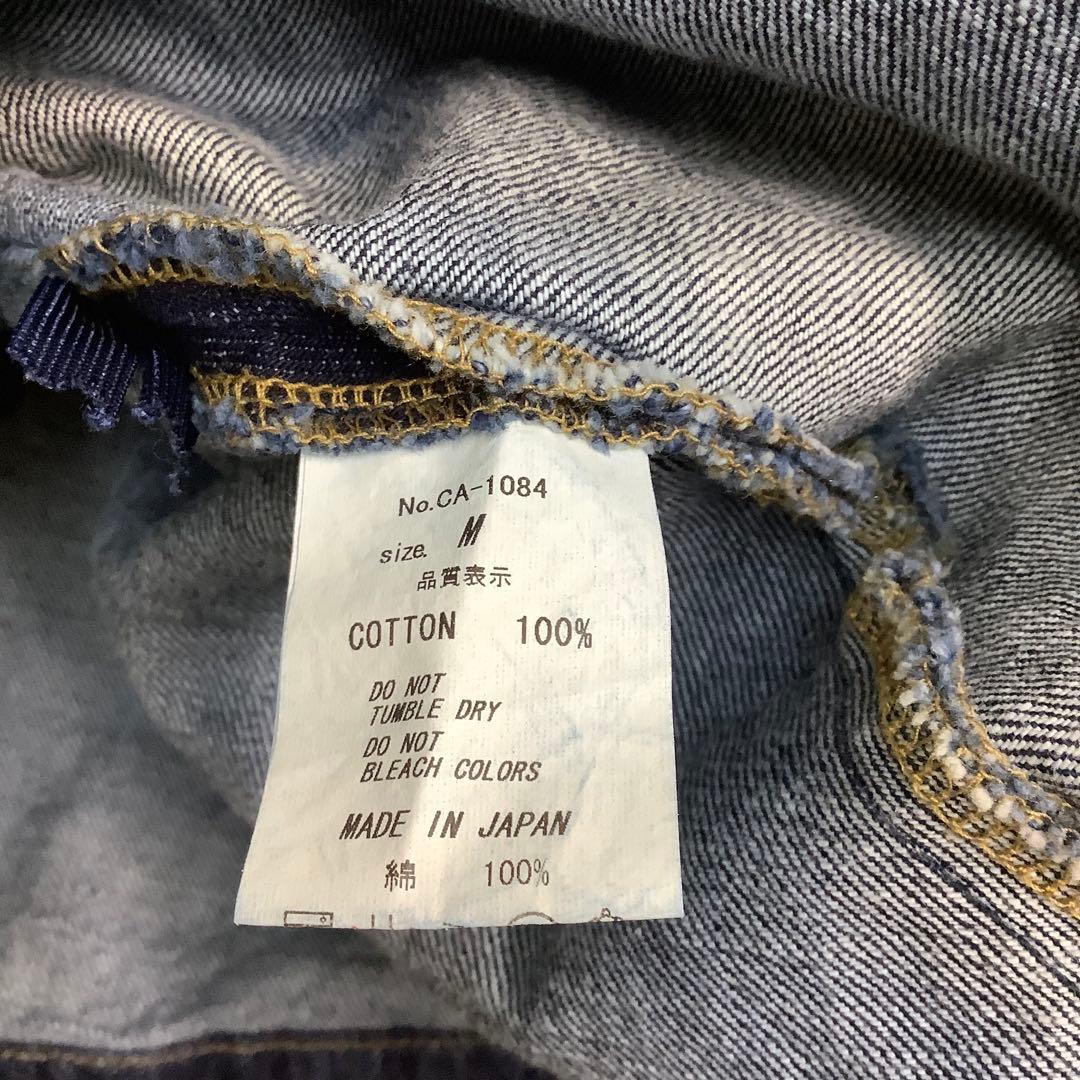 No.CA-1084
size. M
品質表示
COTTON 100%
DO NOT
TUMBLE DRY
DO NOT
BLEACH COLORS
MADE IN JAPAN
綿 100%